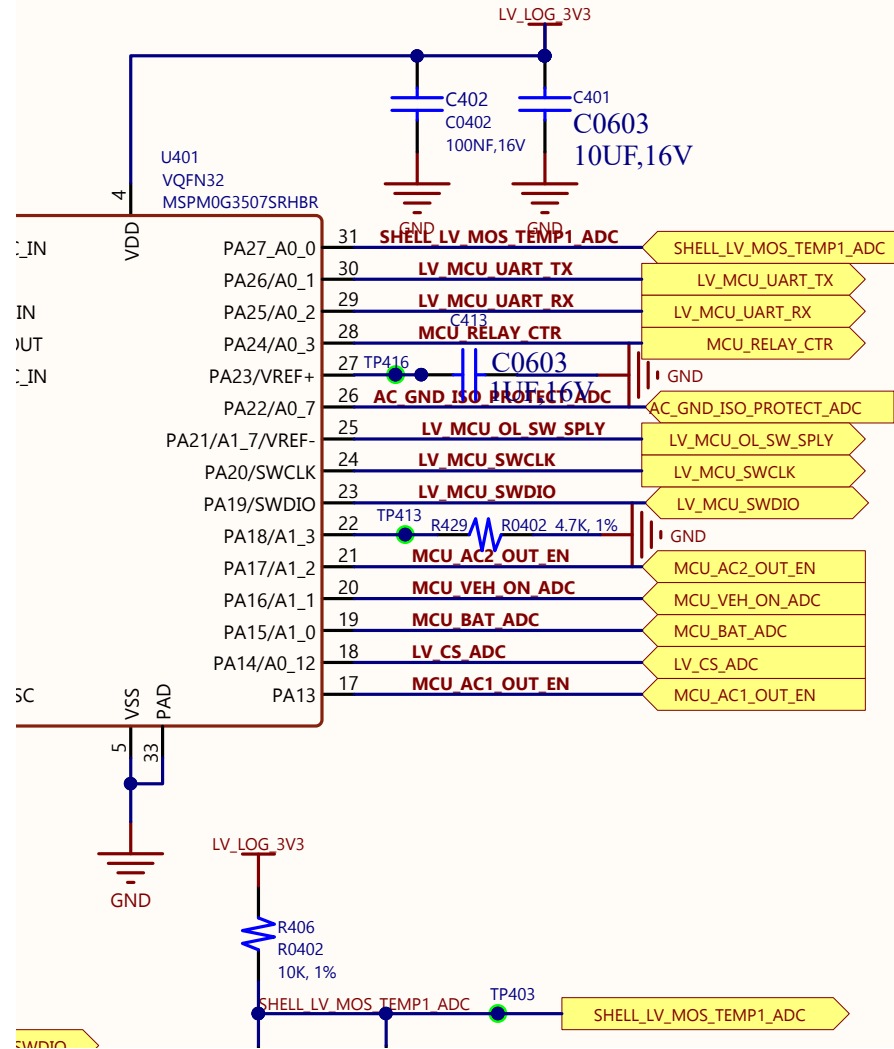 LV_LOG_3V3
C402
C0402
100NF,16V
C401
C0603
10UF,16V
GND
GND
U401
VQFN32
MSPM0G3507SRHBR
4
VDD
C_IN
IN
OUT
C_IN
SC
PA27_A0_0 31 SHELL_LV_MOS_TEMP1_ADC SHELL_LV_MOS_TEMP1_ADC
PA26/A0_1 30 LV_MCU_UART_TX LV_MCU_UART_TX
PA25/A0_2 29 LV_MCU_UART_RX LV_MCU_UART_RX
C413
PA24/A0_3 28 MCU_RELAY_CTR MCU_RELAY_CTR
PA23/VREF+ 27 TP416 C0603 GND
1UF,16V
PA22/A0_7 26 AC_GND_ISO_PROTECT_ADC AC_GND_ISO_PROTECT_ADC
PA21/A1_7/VREF- 25 LV_MCU_OL_SW_SPLY LV_MCU_OL_SW_SPLY
PA20/SWCLK 24 LV_MCU_SWCLK LV_MCU_SWCLK
PA19/SWDIO 23 LV_MCU_SWDIO LV_MCU_SWDIO
PA18/A1_3 22 TP413 R429 R0402 4.7K, 1% GND
PA17/A1_2 21 MCU_AC2_OUT_EN MCU_AC2_OUT_EN
PA16/A1_1 20 MCU_VEH_ON_ADC MCU_VEH_ON_ADC
PA15/A1_0 19 MCU_BAT_ADC MCU_BAT_ADC
PA14/A0_12 18 LV_CS_ADC LV_CS_ADC
PA13 17 MCU_AC1_OUT_EN MCU_AC1_OUT_EN
VSS
PAD
5
33
GND
LV_LOG_3V3
R406
R0402
10K, 1%
SHELL_LV_MOS_TEMP1_ADC TP403 SHELL_LV_MOS_TEMP1_ADC
SWDIO